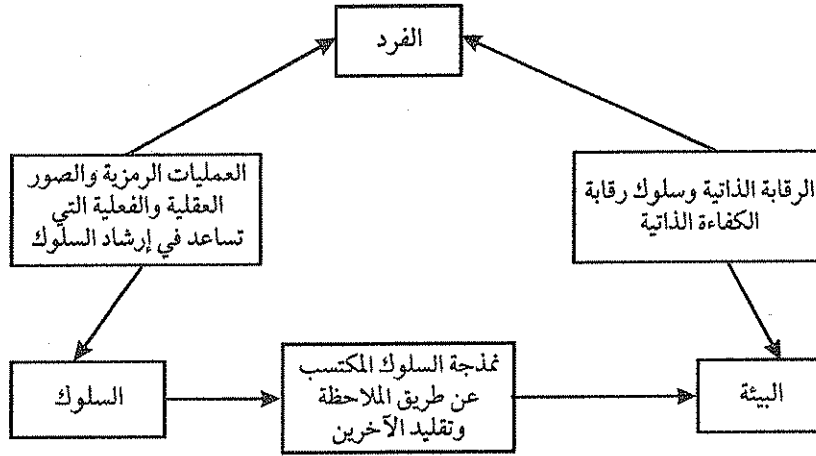 الفرد
الرقابة الذاتية وسلوك رقابة
الكفاءة الذاتية
العمليات الرمزية والصور
العقلية والفعلية التي
تساعد في إرشاد السلوك
البيئة
نمذجة السلوك المكتسب
عن طريق الملاحظة
وتقليد الآخرين
السلوك